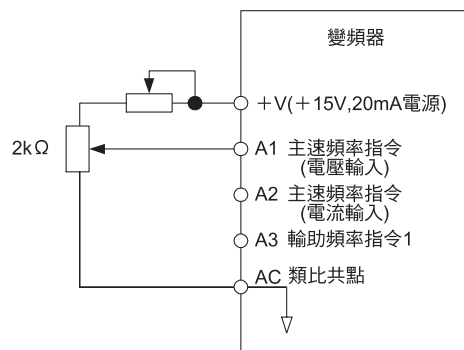 變頻器
＋V(＋15V,20mA電源)
2kΩ
A1 主速頻率指令
(電壓輸入)
A2 主速頻率指令
(電流輸入)
A3 輸助頻率指令1
AC 類比共點